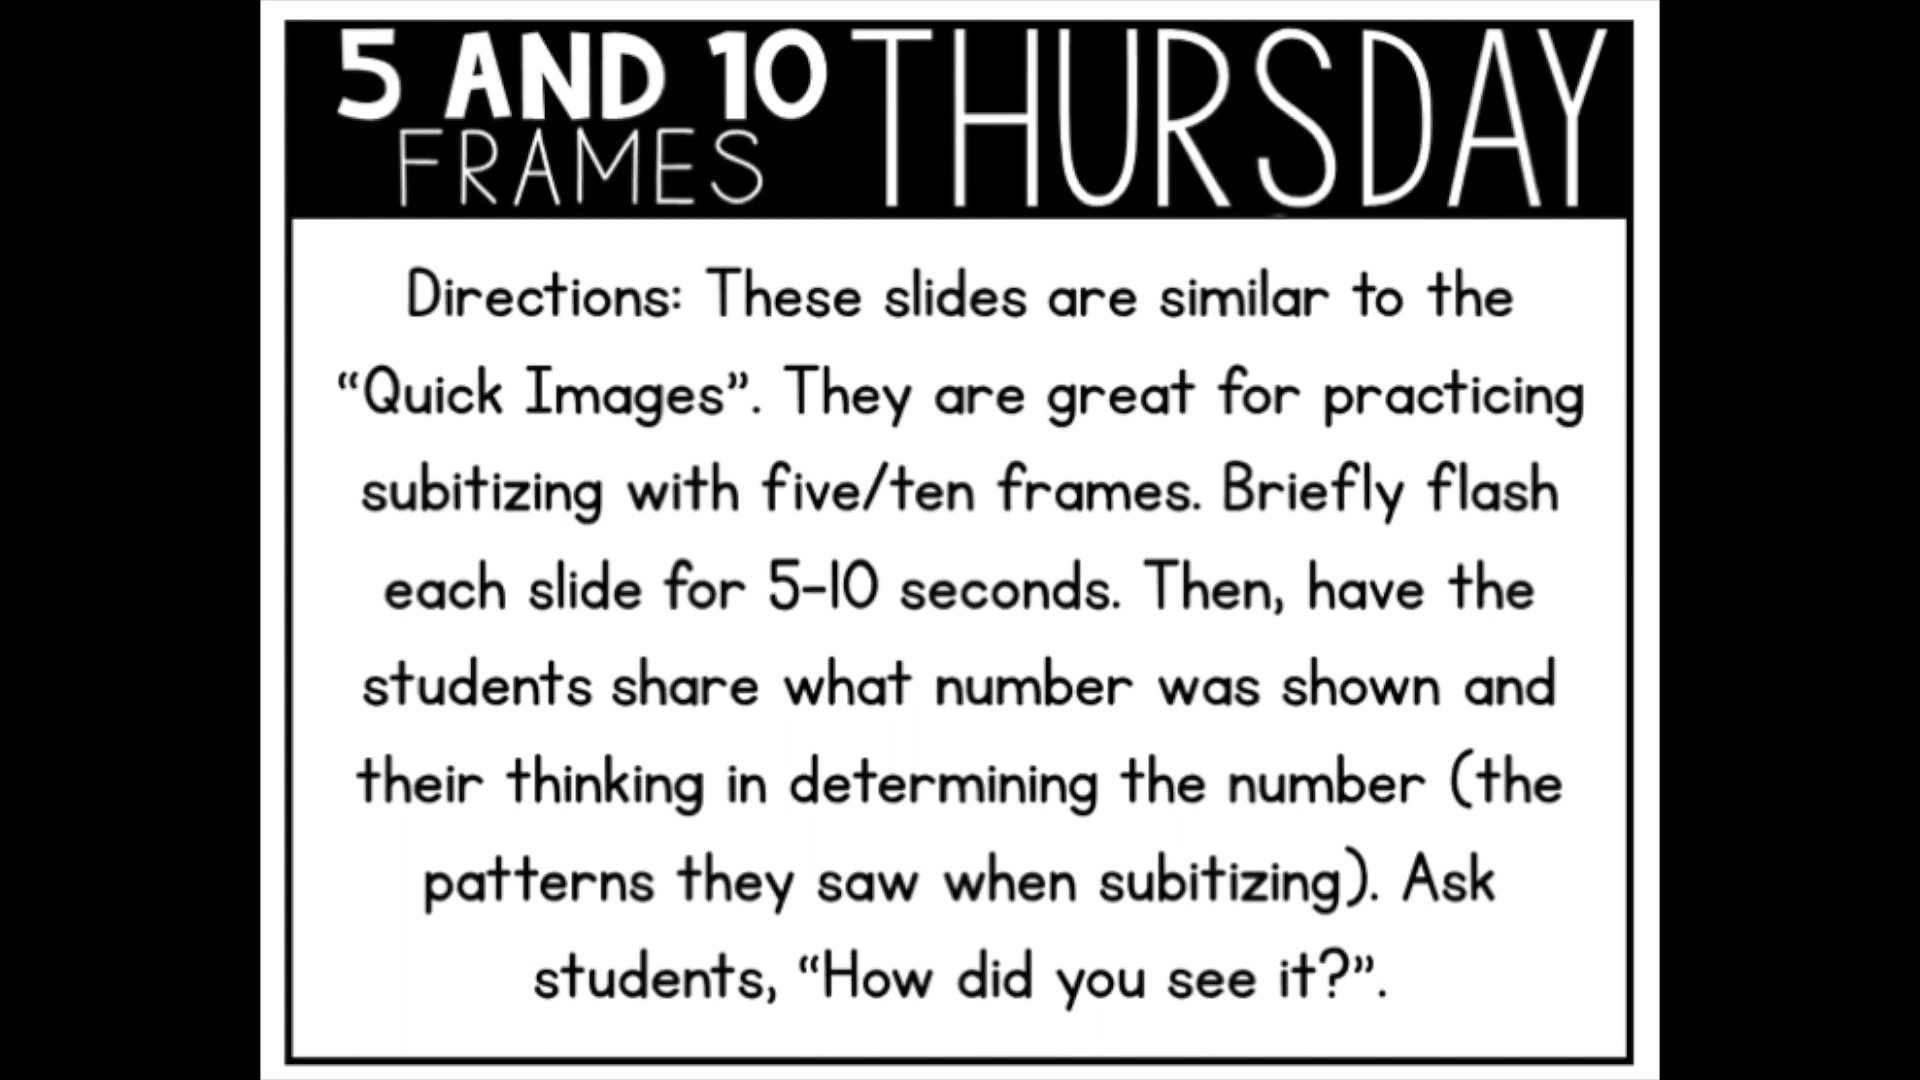 5 AND 10
FRAMES
THURSDAY
Directions: These slides are similar to the
“Quick Images”. They are great for practicing
subitizing with five/ten frames. Briefly flash
each slide for 5-10 seconds. Then, have the
students share what number was shown and
their thinking in determining the number (the
patterns they saw when subitizing). Ask
students, “How did you see it?”.